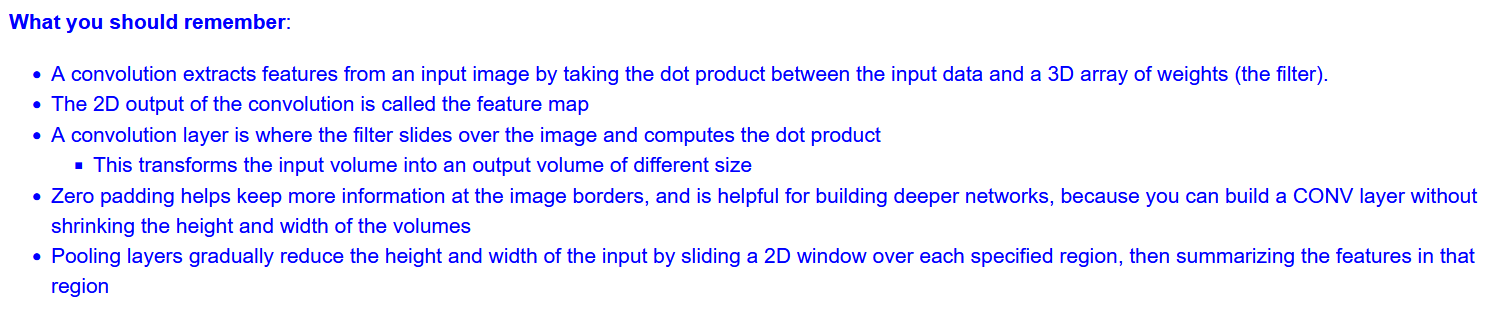 What you should remember:
• A convolution extracts features from an input image by taking the dot product between the input data and a 3D array of weights (the filter).
• The 2D output of the convolution is called the feature map
• A convolution layer is where the filter slides over the image and computes the dot product
▪ This transforms the input volume into an output volume of different size
• Zero padding helps keep more information at the image borders, and is helpful for building deeper networks, because you can build a CONV layer without
shrinking the height and width of the volumes
• Pooling layers gradually reduce the height and width of the input by sliding a 2D window over each specified region, then summarizing the features in that
region